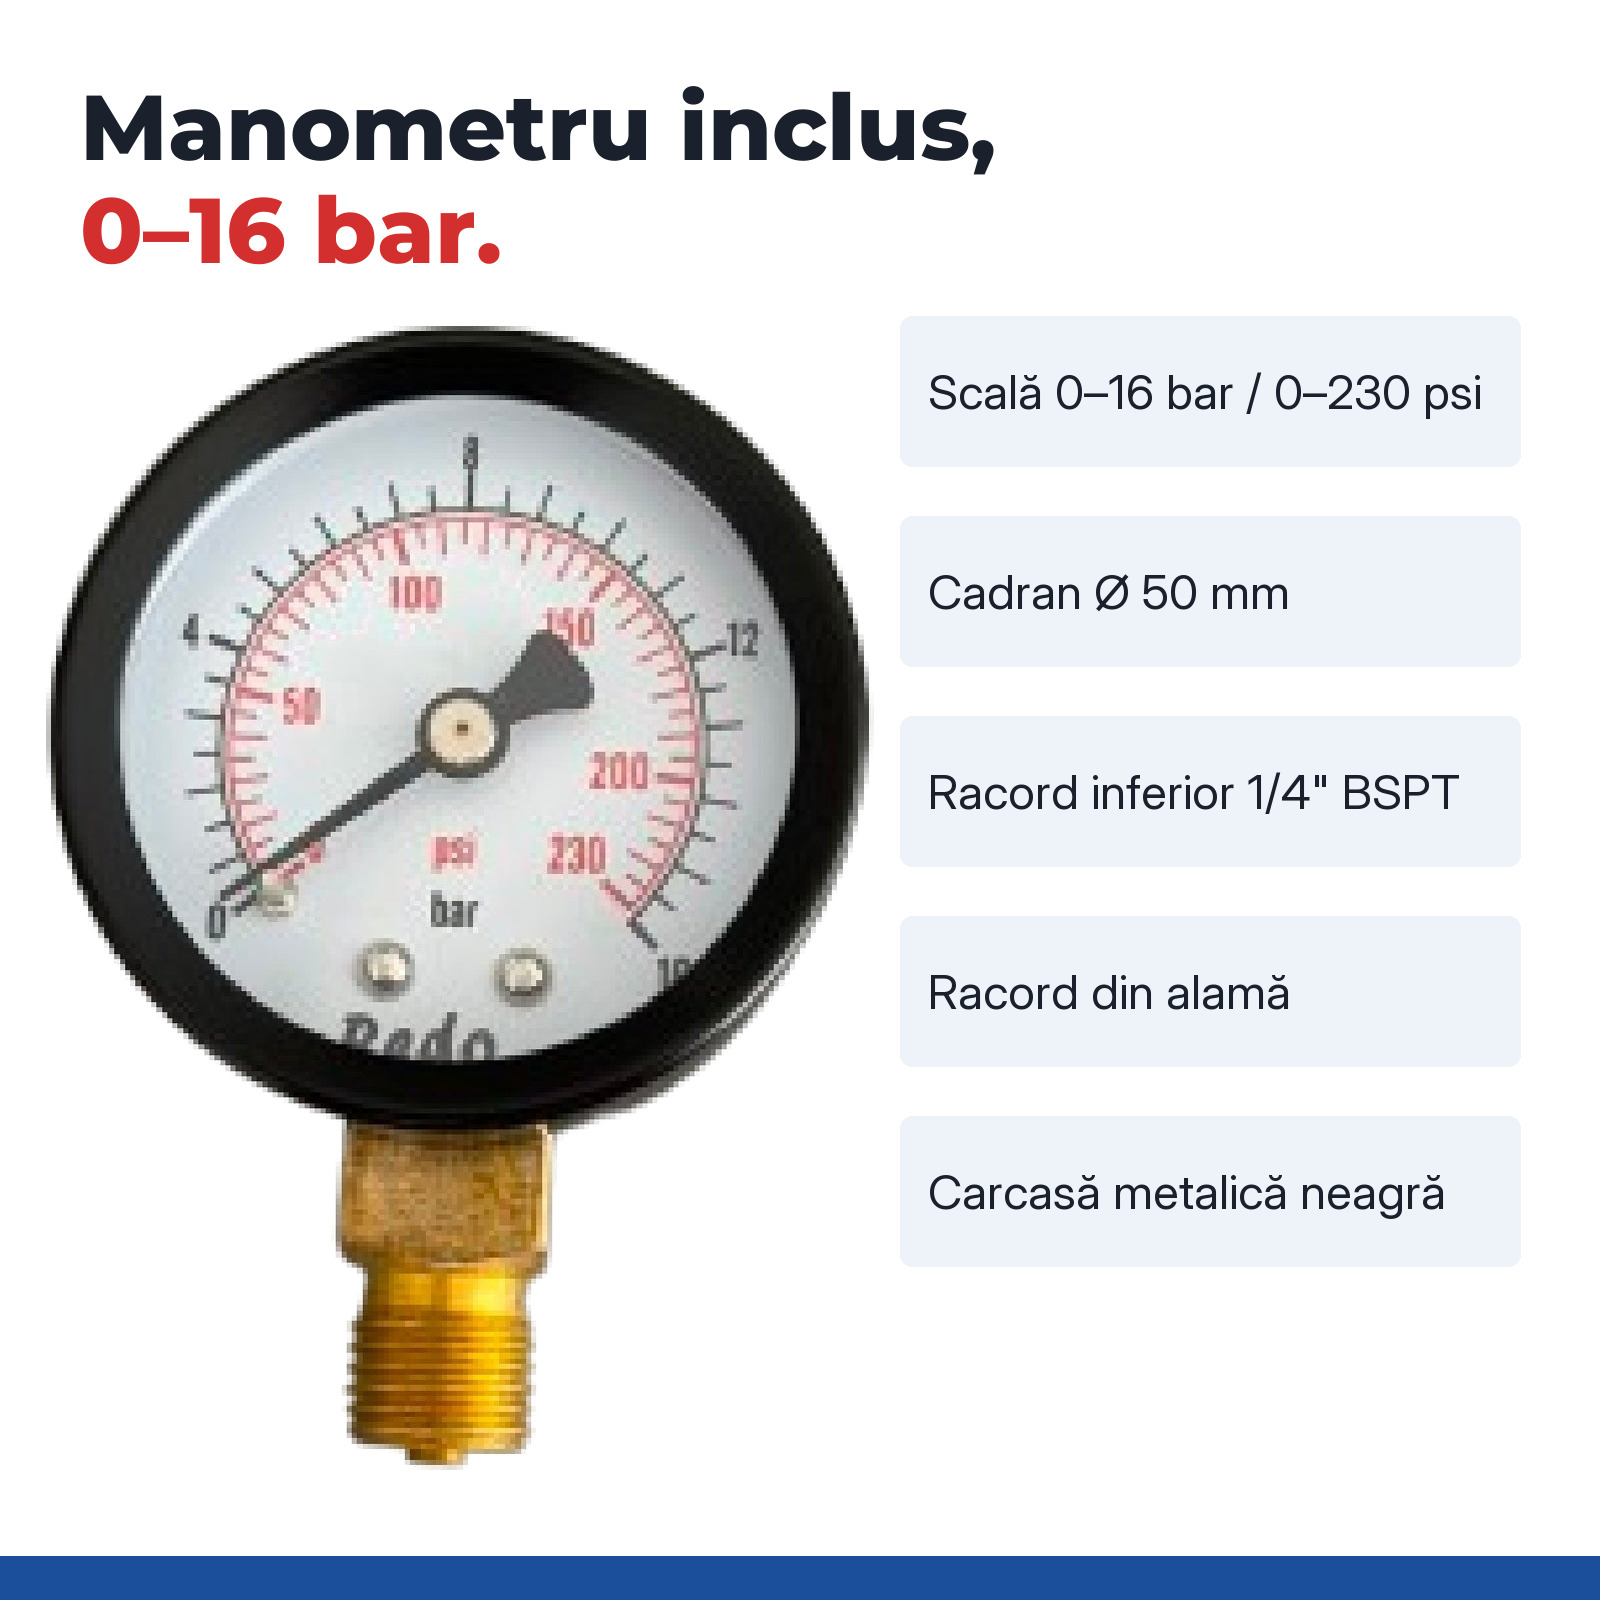 Manometru inclus,
0–16 bar.
Scală 0–16 bar / 0–230 psi
Cadran Ø 50 mm
Racord inferior 1/4" BSPT
Racord din alamă
Carcasă metalică neagră
8
100
4
150
12
50
200
psi
230
bar
0